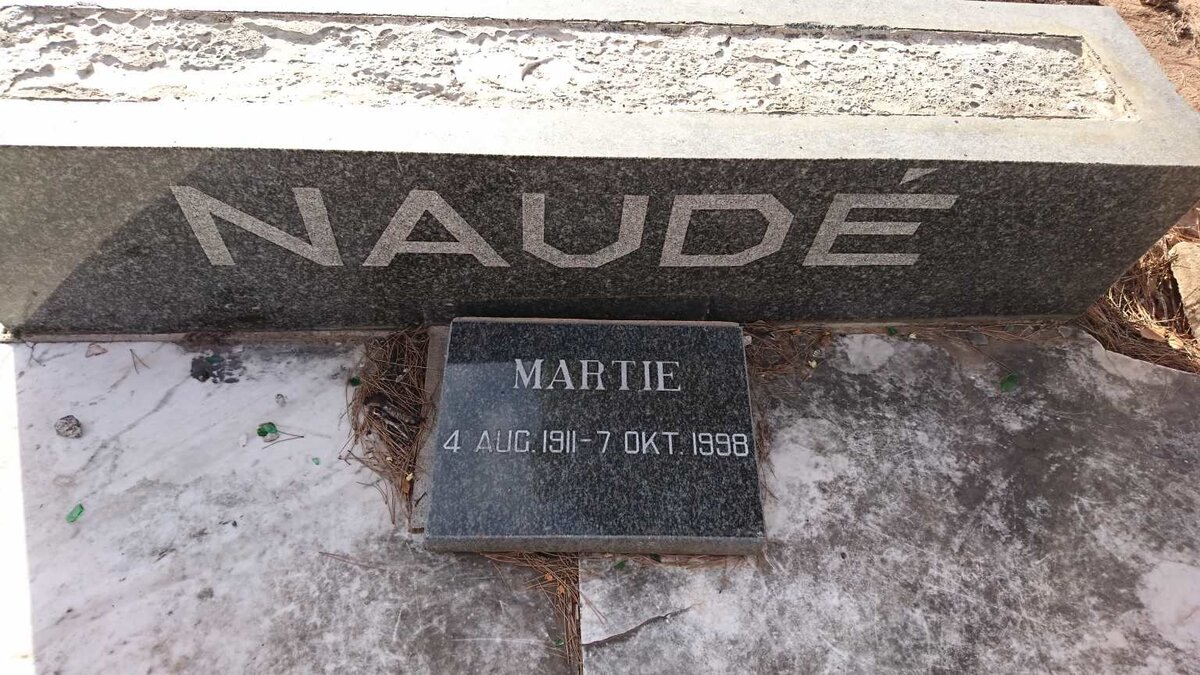 NAUDÉ
MARTIE
4 AUG. 1911 - 7 OKT. 1998